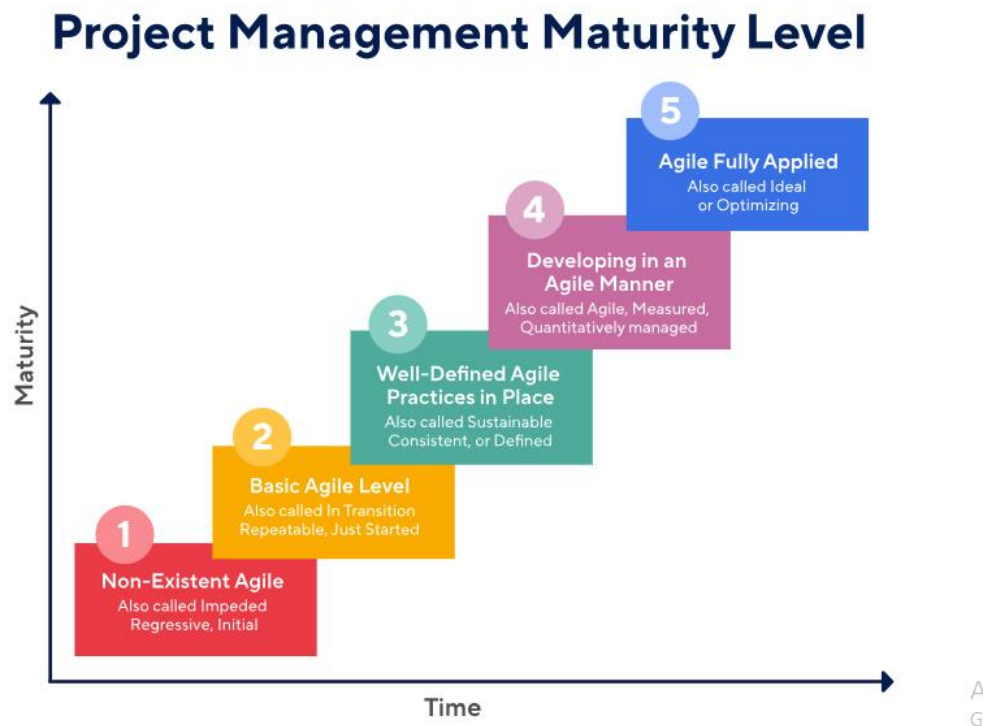 Project Management Maturity Level
5
Agile Fully Applied
Also called Ideal
or Optimizing
4
Developing in an
Agile Manner
Also called Agile, Measured,
Quantitatively managed
3
Well-Defined Agile
Practices in Place
Also called Sustainable
Consistent, or Defined
2
Basic Agile Level
Also called In Transition
Repeatable, Just Started
1
Non-Existent Agile
Also called Impeded
Regressive, Initial
Maturity
Time
A
G